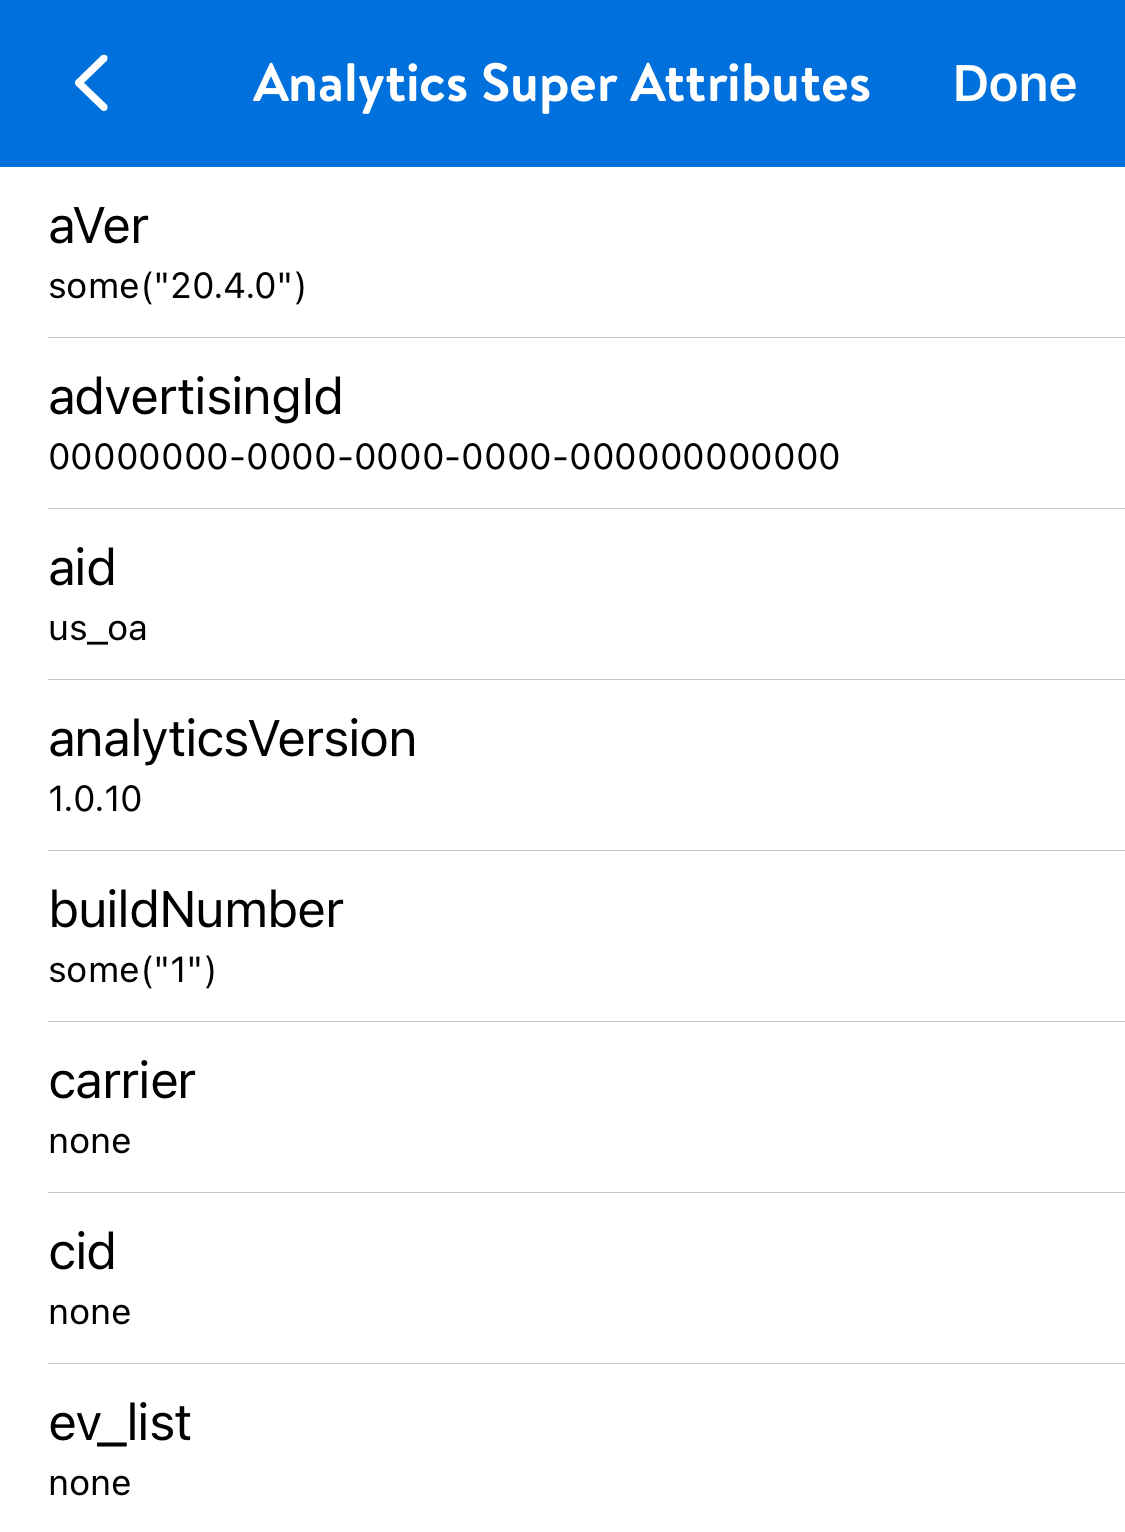 Analytics Super Attributes Done
aVer
some("20.4.0")
advertisingId
00000000-0000-0000-0000-000000000000
aid
us_oa
analyticsVersion
1.0.10
buildNumber
some("1")
carrier
none
cid
none
ev_list
none